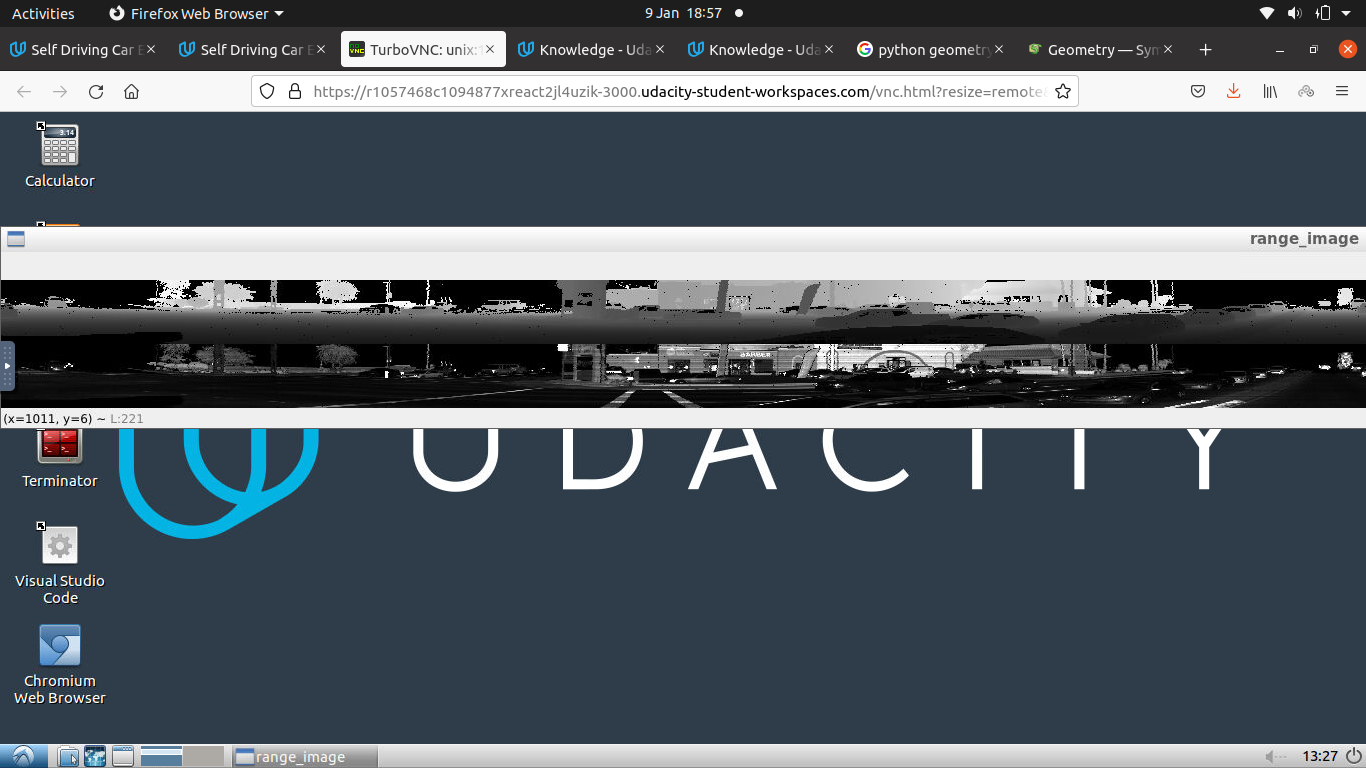 Activities
Firefox Web Browser
9 Jan 18:57
Self Driving Car E
Self Driving Car E
TurboVNC: unix:1
Knowledge - Uda
Knowledge - Uda
python geometry
Geometry — Sym
https://r1057468c1094877xreact2jl4uzik-3000.udacity-student-workspaces.com/vnc.html?resize=remote&
3.14
Calculator
range_image
BARBER
(x=1011, y=6) ~ L:221
UDACITY
Terminator
Visual Studio
Code
Chromium
Web Browser
range_image
13:27